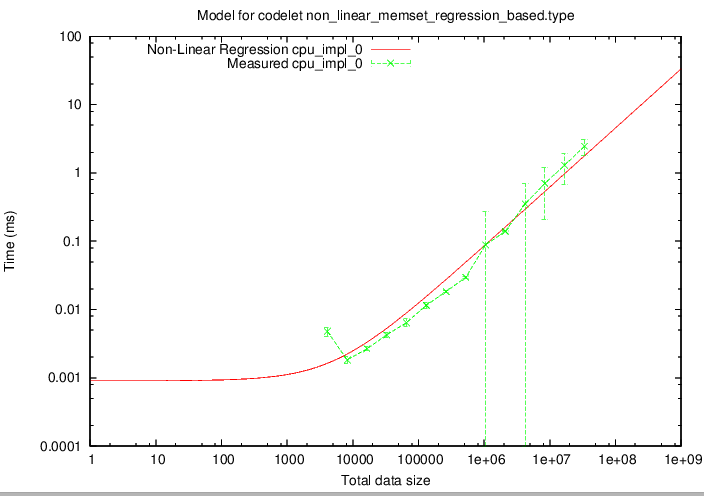 Model for codelet non_linear_memset_regression_based.type
Non-Linear Regression cpu_impl_0
Measured cpu_impl_0
100
10
1
0.1
0.01
0.001
0.0001
Time (ms)
1 10 100 1000 10000 100000 1e+06 1e+07 1e+08 1e+09
Total data size